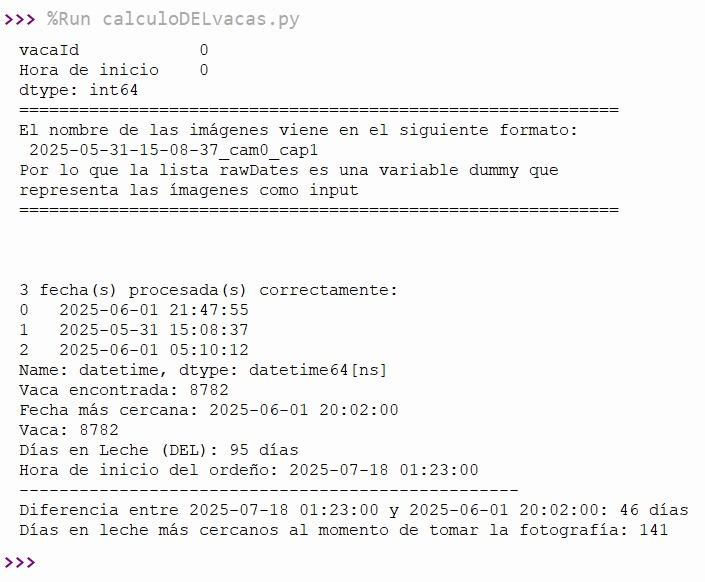 >>> %Run calculoDELvacas.py
vacaId            0
Hora de inicio    0
dtype: int64
============================================================
El nombre de las imágenes viene en el siguiente formato:
2025-05-31-15-08-37_cam0_cap1
Por lo que la lista rawDates es una variable dummy que
representa las ímagenes como input
============================================================
3 fecha(s) procesada(s) correctamente:
0   2025-06-01 21:47:55
1   2025-05-31 15:08:37
2   2025-06-01 05:10:12
Name: datetime, dtype: datetime64[ns]
Vaca encontrada: 8782
Fecha más cercana: 2025-06-01 20:02:00
Vaca: 8782
Días en Leche (DEL): 95 días
Hora de inicio del ordeño: 2025-07-18 01:23:00
--------------------------------------------------
Diferencia entre 2025-07-18 01:23:00 y 2025-06-01 20:02:00: 46 días
Días en leche más cercanos al momento de tomar la fotografía: 141
>>>